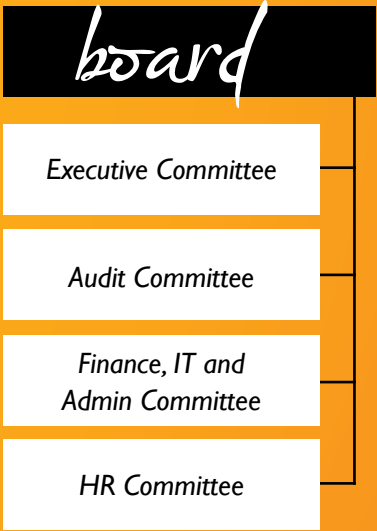 board
Executive Committee
Audit Committee
Finance, IT and
Admin Committee
HR Committee